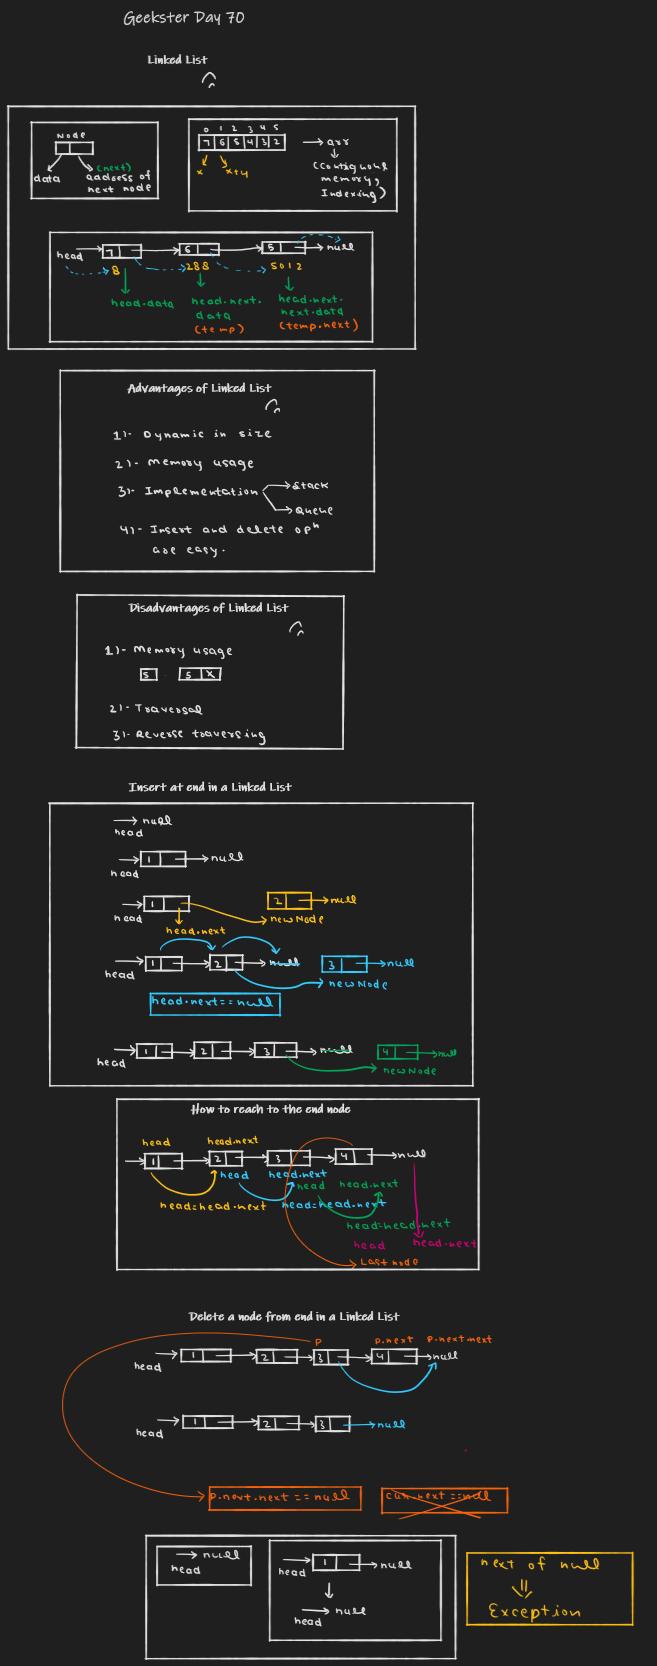 Geekster Day 70
Linked List
Node
data
(next)
address of
next node
0 1 2 3 4 5
7 6 5 4 3 2
x
x+4
arr
(Contiguous
memory,
Indexing)
head
7
6
5
null
8
288
5012
head.data
head.next.
data
(temp)
head.next.
next.data
(temp.next)
Advantages of Linked List
1)- Dynamic in size
2)- Memory usage
3)- Implementation
Stack
Queue
4)- Insert and delete opn
are easy.
Disadvantages of Linked List
1)- Memory usage
5
5 X
2)- Traversal
3)- Reverse traversing
Insert at end in a Linked List
null
head
1
null
head
1
2
null
head
newNode
head.next
1
2
null
3
null
head
newNode
head.next==null
1
2
3
null
4
null
head
newNode
How to reach to the end node
head
head.next
1
2
3
4
null
head
head.next
head
head.next
head=head.next
head=head.next
head=head.next
head
head.next
Last node
Delete a node from end in a Linked List
p
p.next
p.next.next
1
2
3
4
null
head
1
2
3
null
head
p.next.next == null
curr.next ==null
null
head
1
null
head
null
head
next of null
Exception